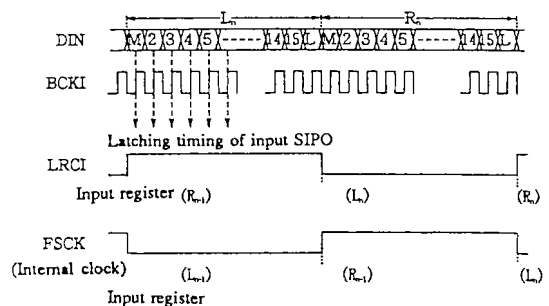 Lₙ Rₙ
DIN M 2 3 4 5 14 15 L M 2 3 4 5 14 15 L
BCKI
Latching timing of input SIPO
LRCI
Input register (Rₙ₋₁) (Lₙ) (Rₙ)
FSCK
(Internal clock) (Lₙ₋₁) (Rₙ₋₁) (Lₙ)
Input register